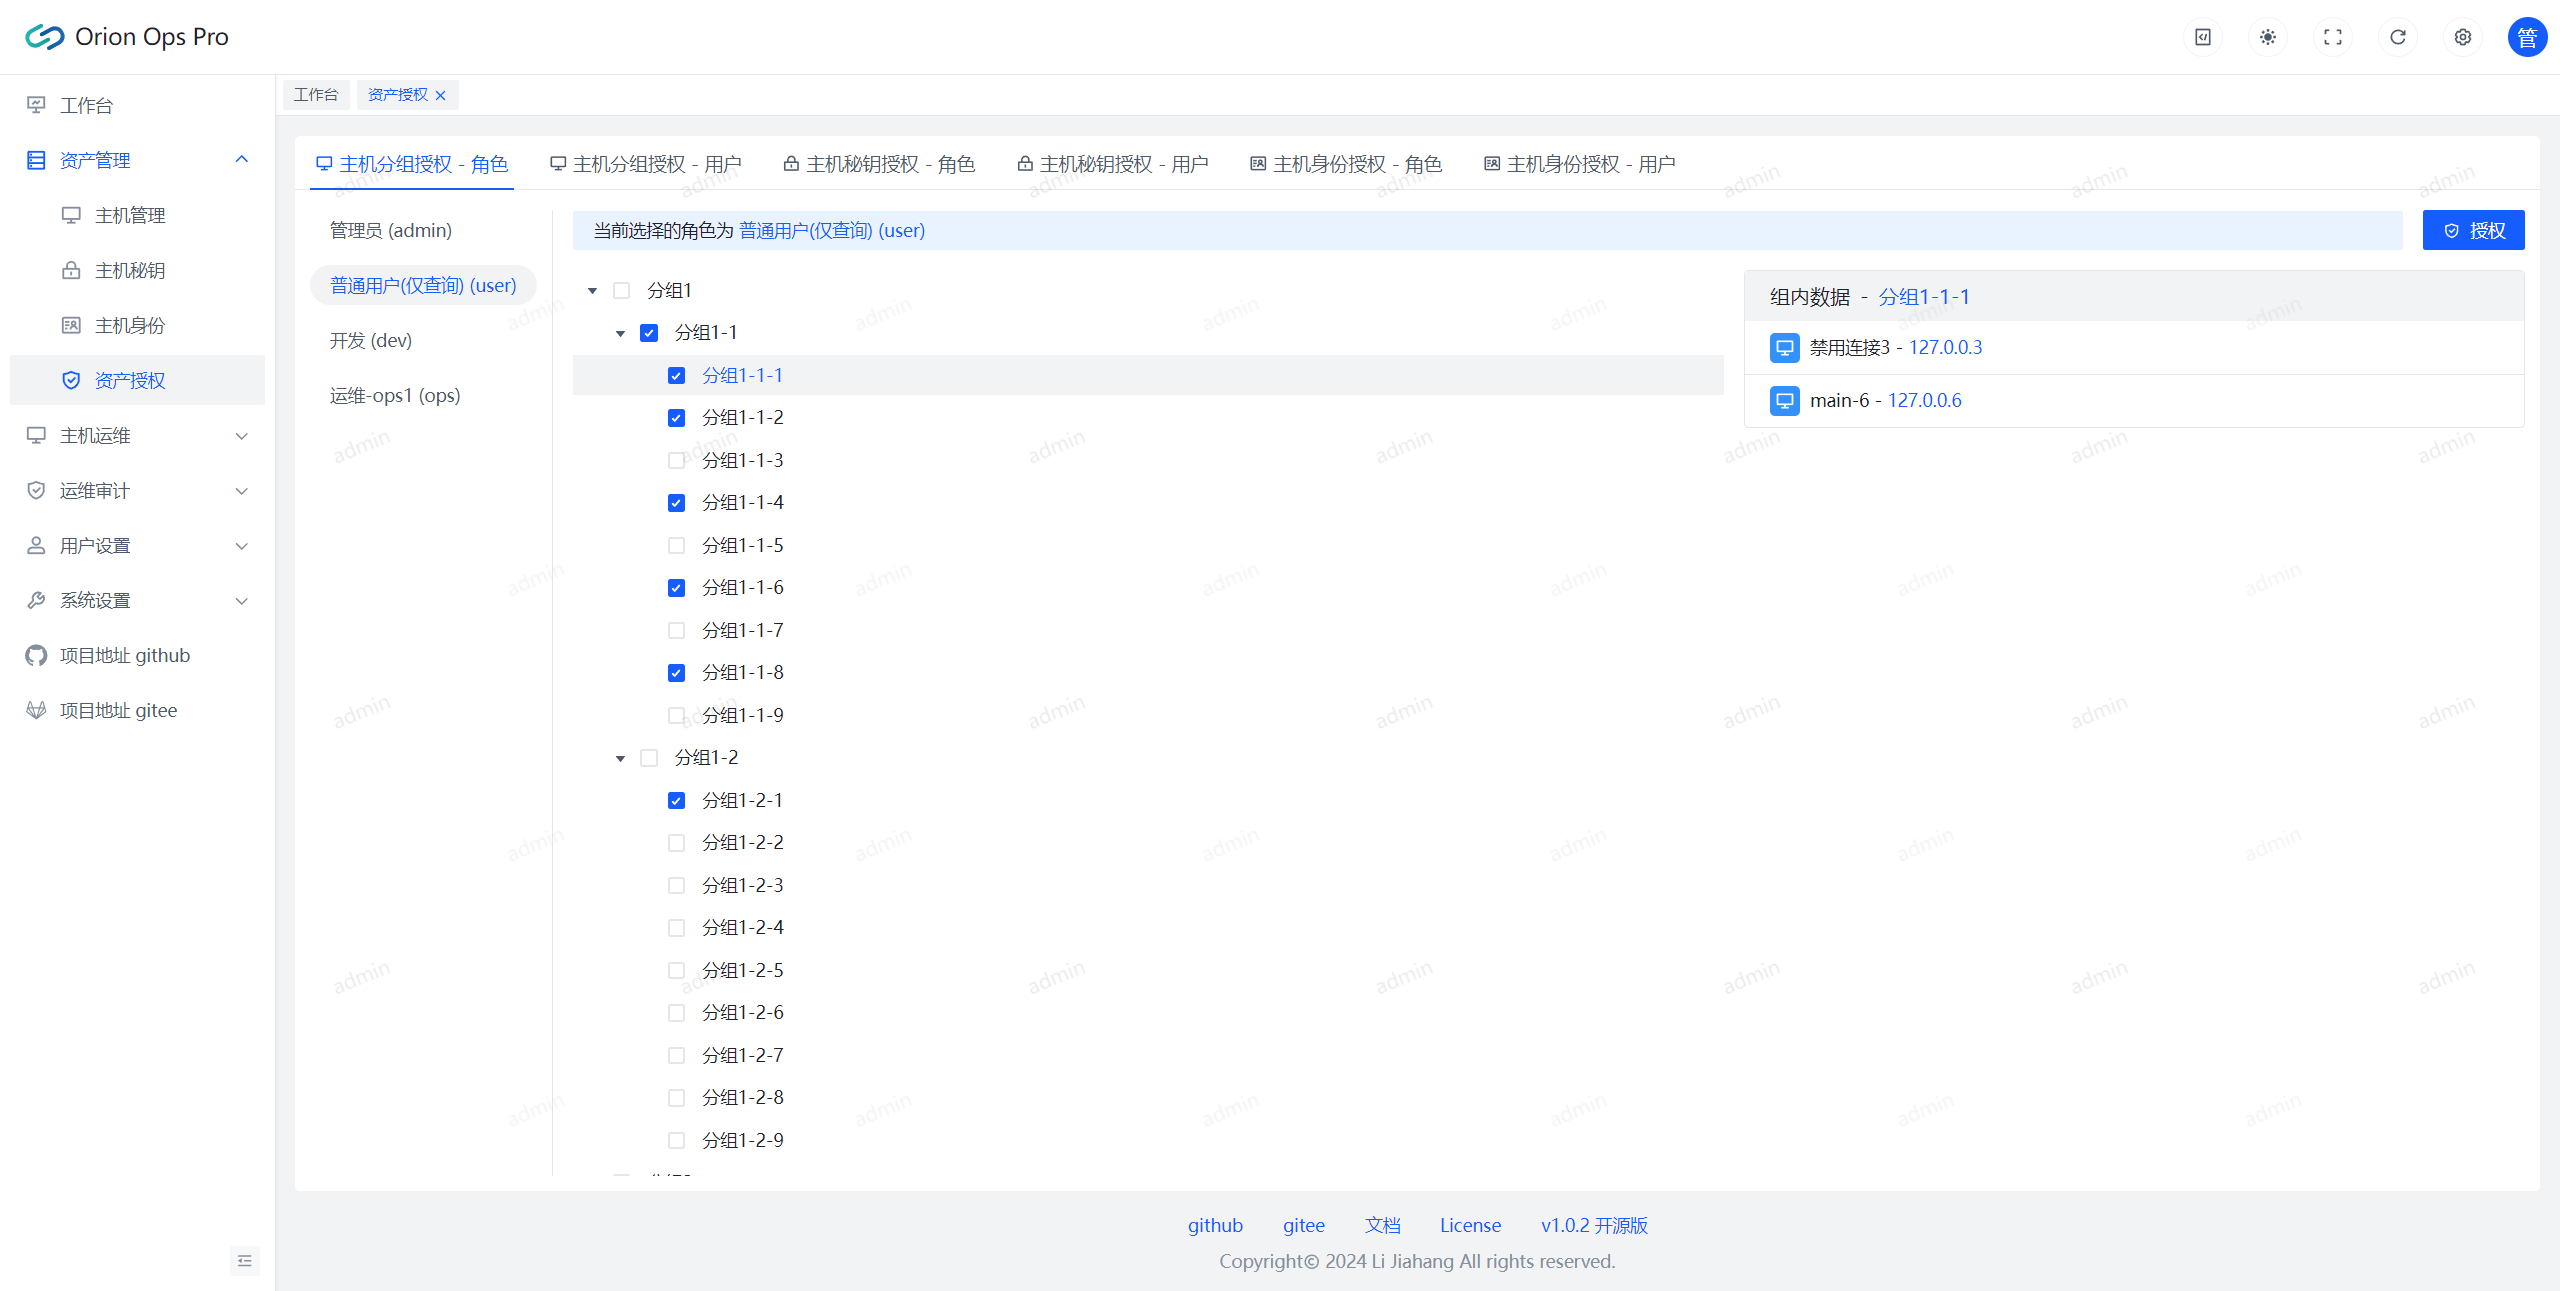 Orion Ops Pro
管
工作台
资产管理
主机管理
主机秘钥
主机身份
资产授权
主机运维
运维审计
用户设置
系统设置
项目地址 github
项目地址 gitee
工作台 资产授权
主机分组授权 - 角色 主机分组授权 - 用户 主机秘钥授权 - 角色 主机秘钥授权 - 用户 主机身份授权 - 角色 主机身份授权 - 用户
管理员 (admin)
普通用户(仅查询) (user)
开发 (dev)
运维-ops1 (ops)
当前选择的角色为 普通用户(仅查询) (user)
授权
分组1
分组1-1
分组1-1-1
分组1-1-2
分组1-1-3
分组1-1-4
分组1-1-5
分组1-1-6
分组1-1-7
分组1-1-8
分组1-1-9
分组1-2
分组1-2-1
分组1-2-2
分组1-2-3
分组1-2-4
分组1-2-5
分组1-2-6
分组1-2-7
分组1-2-8
分组1-2-9
组内数据 - 分组1-1-1
禁用连接3 - 127.0.0.3
main-6 - 127.0.0.6
github gitee 文档 License v1.0.2 开源版
Copyright© 2024 Li Jiahang All rights reserved.